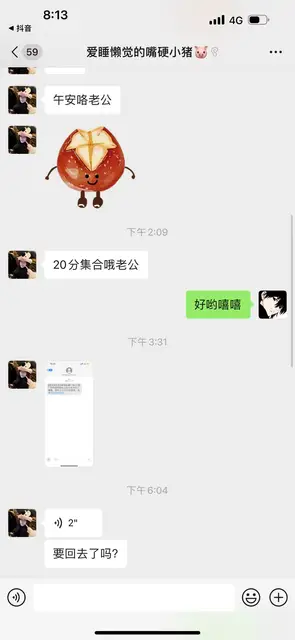 8:13
4G
抖音
59
爱睡懒觉的嘴硬小猪🐷
午安咯老公
下午2:09
20分集合哦老公
好哟嘻嘻
下午3:31
下午6:04
2"
要回去了吗?